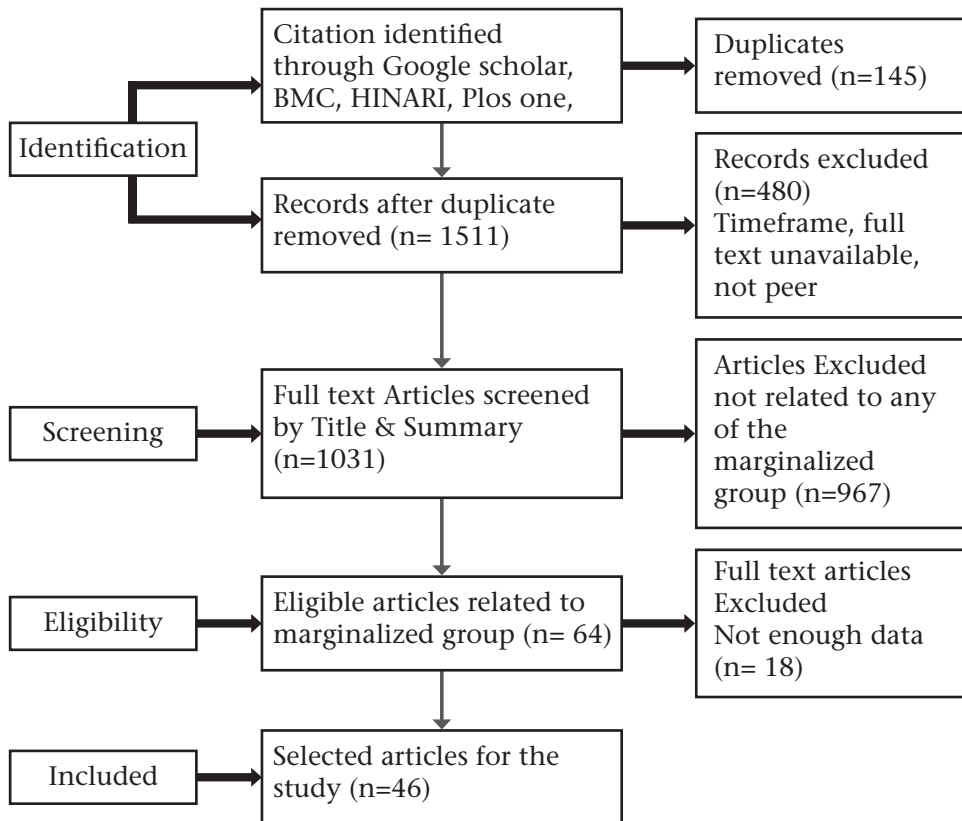 Citation identified
through Google scholar,
BMC, HINARI, Plos one,
Duplicates
removed (n=145)
Identification
Records after duplicate
removed (n= 1511)
Records excluded
(n=480)
Timeframe, full
text unavailable,
not peer
Screening
Full text Articles screened
by Title & Summary
(n=1031)
Articles Excluded
not related to any
of the
marginalized
group (n=967)
Eligibility
Eligible articles related to
marginalized group (n= 64)
Full text articles
Excluded
Not enough data
(n= 18)
Included
Selected articles for the
study (n=46)